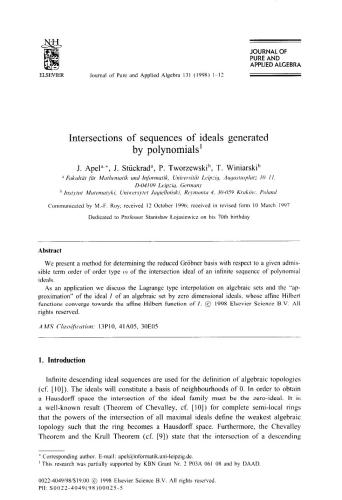 NH
ELSEVIER
Journal of Pure and Applied Algebra 131 (1998) 1–12
JOURNAL OF
PURE AND
APPLIED ALGEBRA
Intersections of sequences of ideals generated
by polynomials¹
J. Apelᵃ,*, J. Stückradᵃ, P. Tworzewskiᵇ, T. Winiarskiᵇ
ᵃ Fakultät für Mathematik und Informatik, Universität Leipzig, Augustusplatz 10–11,
D-04109 Leipzig, Germany
ᵇ Instytut Matematyki, Uniwersytet Jagielloński, Reymonta 4, 30-059 Kraków, Poland
Communicated by M.-F. Roy; received 12 October 1996; received in revised form 10 March 1997
Dedicated to Professor Stanisław Łojasiewicz on his 70th birthday
Abstract
We present a method for determining the reduced Gröbner basis with respect to a given admis-
sible term order of order type ω of the intersection ideal of an infinite sequence of polynomial
ideals.
As an application we discuss the Lagrange type interpolation on algebraic sets and the "ap-
proximation" of the ideal I of an algebraic set by zero dimensional ideals, whose affine Hilbert
functions converge towards the affine Hilbert function of I. © 1998 Elsevier Science B.V. All
rights reserved.
AMS Classification: 13P10, 41A05, 30E05
1. Introduction
Infinite descending ideal sequences are used for the definition of algebraic topologies
(cf. [10]). The ideals will constitute a basis of neighbourhoods of 0. In order to obtain
a Hausdorff space the intersection of the ideal family must be the zero-ideal. It is
a well-known result (Theorem of Chevalley, cf. [10]) for complete semi-local rings
that the powers of the intersection of all maximal ideals define the weakest algebraic
topology such that the ring becomes a Hausdorff space. Furthermore, the Chevalley
Theorem and the Krull Theorem (cf. [9]) state that the intersection of a descending
* Corresponding author. E-mail: apel@informatik.uni-leipzig.de.
¹ This research was partially supported by KBN Grant Nr. 2 P03A 061 08 and by DAAD.
0022-4049/98/$19.00 © 1998 Elsevier Science B.V. All rights reserved.
PII: S0022-4049(98)00025-5